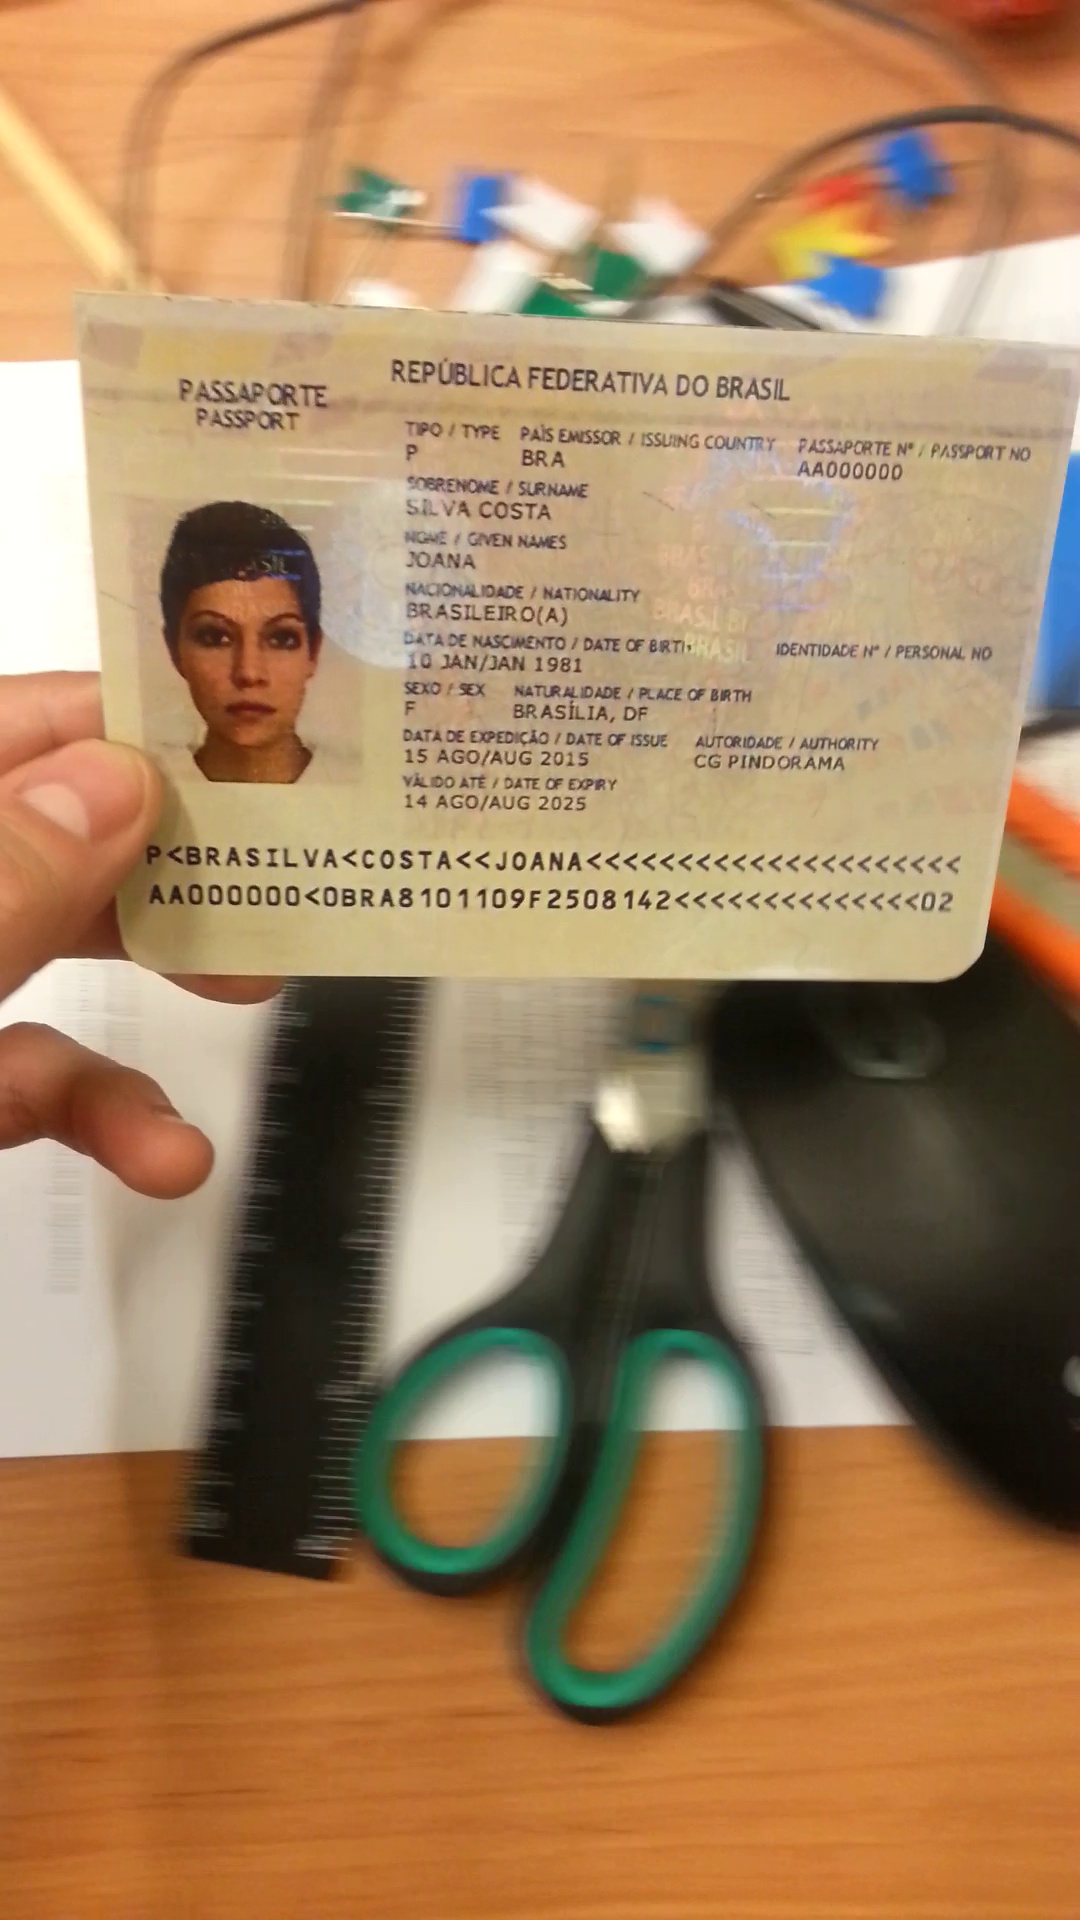 REPÚBLICA FEDERATIVA DO BRASIL
PASSAPORTE
PASSPORT
TIPO / TYPE PAÍS EMISSOR / ISSUING COUNTRY PASSAPORTE Nº / PASSPORT NO
P BRA AA000000
SOBRENOME / SURNAME
SILVA COSTA
NOME / GIVEN NAMES
JOANA
NACIONALIDADE / NATIONALITY
BRASILEIRO(A)
DATA DE NASCIMENTO / DATE OF BIRTH IDENTIDADE Nº / PERSONAL NO
10 JAN/JAN 1981
SEXO / SEX NATURALIDADE / PLACE OF BIRTH
F BRASÍLIA, DF
DATA DE EXPEDIÇÃO / DATE OF ISSUE AUTORIDADE / AUTHORITY
15 AGO/AUG 2015 CG PINDORAMA
VÁLIDO ATÉ / DATE OF EXPIRY
14 AGO/AUG 2025
P<BRASILVA<COSTA<<JOANA<<<<<<<<<<<<<<<<<<<<<
AA000000<0BRA8101109F2508142<<<<<<<<<<<<<<02